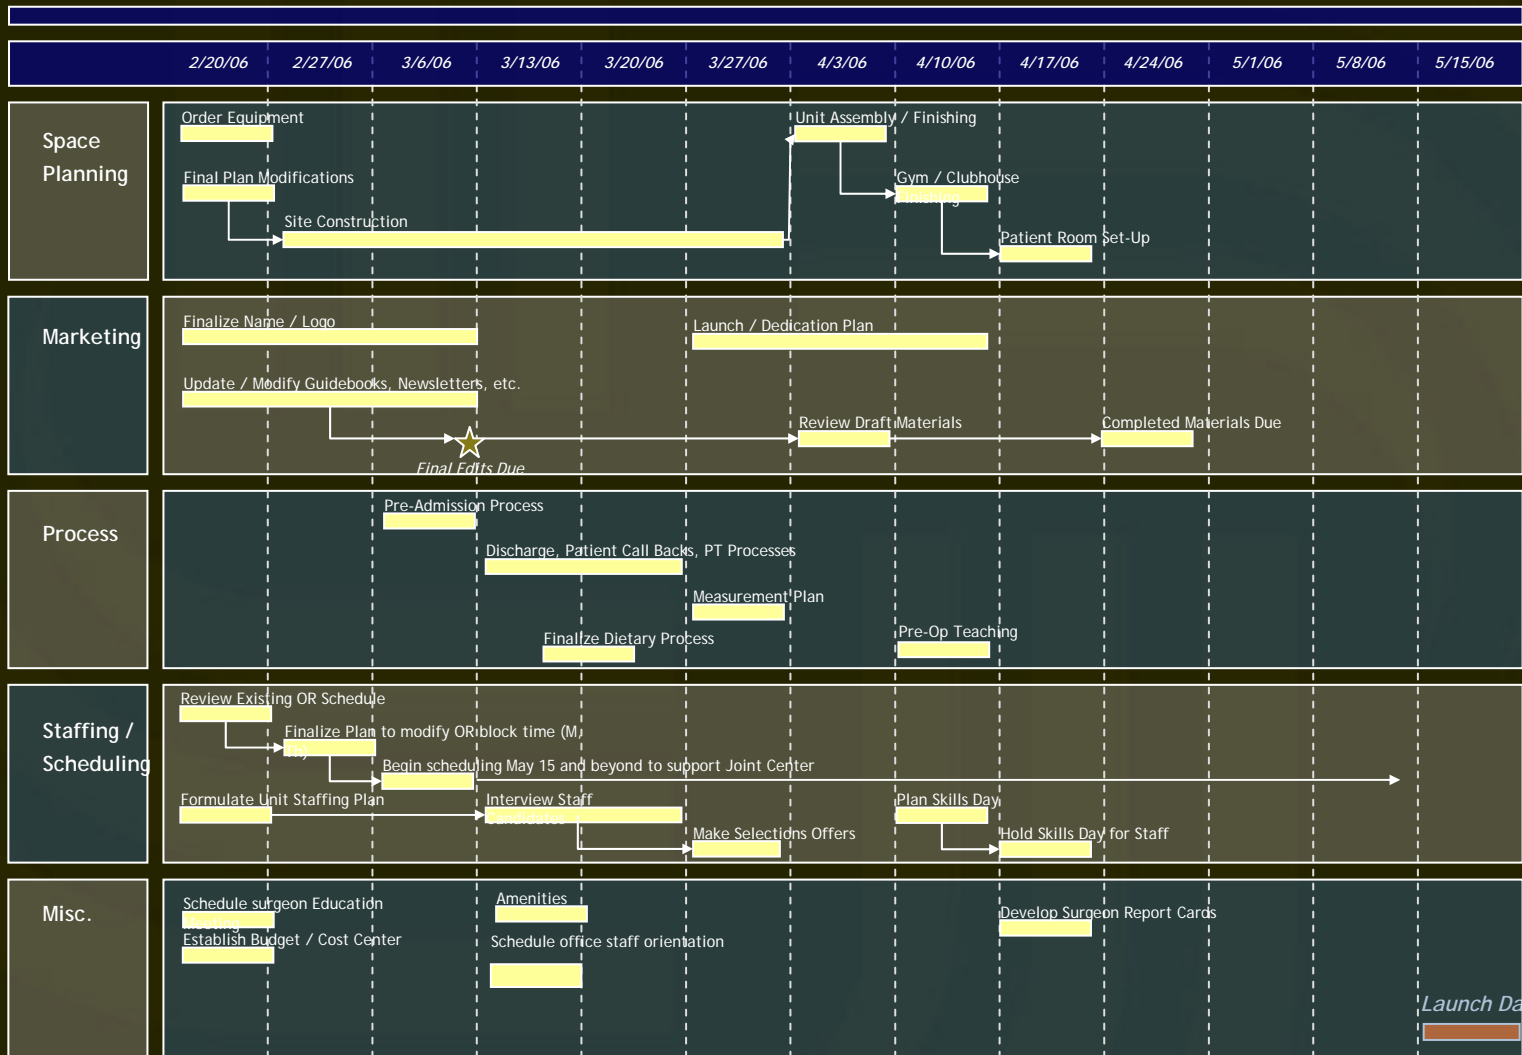 2/20/06 2/27/06 3/6/06 3/13/06 3/20/06 3/27/06 4/3/06 4/10/06 4/17/06 4/24/06 5/1/06 5/8/06 5/15/06
Space
Planning
Order Equipment
Unit Assembly / Finishing
Final Plan Modifications
Gym / Clubhouse
Finishing
Site Construction
Patient Room Set-Up
Marketing
Finalize Name / Logo
Launch / Dedication Plan
Update / Modify Guidebooks, Newsletters, etc.
Review Draft Materials
Completed Materials Due
Final Edits Due
Process
Pre-Admission Process
Discharge, Patient Call Backs, PT Processes
Measurement Plan
Pre-Op Teaching
Finalize Dietary Process
Staffing /
Scheduling
Review Existing OR Schedule
Finalize Plan to modify OR block time (M,
Th)
Begin scheduling May 15 and beyond to support Joint Center
Formulate Unit Staffing Plan
Interview Staff
Candidates
Plan Skills Day
Make Selections Offers
Hold Skills Day for Staff
Misc.
Schedule surgeon Education
Meeting
Amenities
Develop Surgeon Report Cards
Establish Budget / Cost Center
Schedule office staff orientation
Launch Da